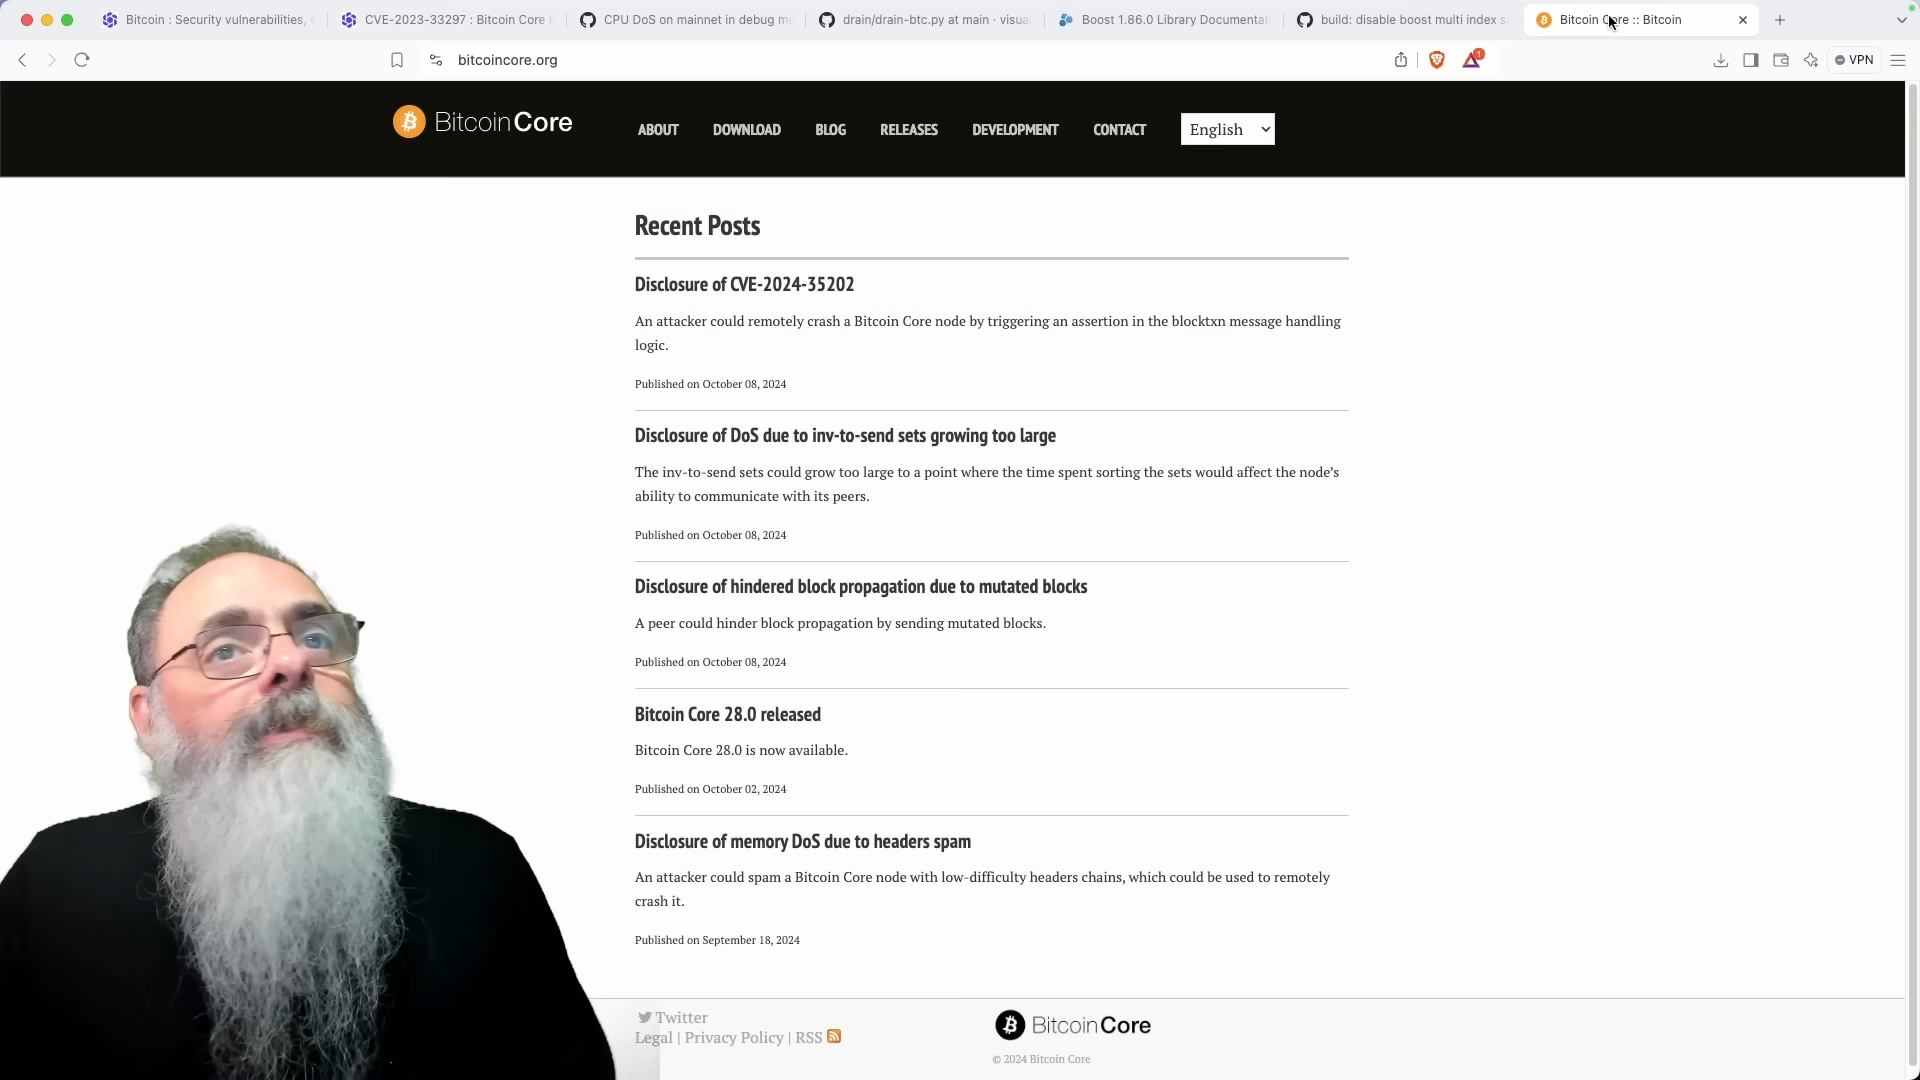 Bitcoin : Security vulnerabilities,
CVE-2023-33297 : Bitcoin Core
CPU DoS on mainnet in debug
drain/drain-btc.py at main · visua
Boost 1.86.0 Library Documentat
build: disable boost multi index
Bitcoin Core :: Bitcoin
bitcoincore.org
1
VPN
BitcoinCore
ABOUT
DOWNLOAD
BLOG
RELEASES
DEVELOPMENT
CONTACT
English
Recent Posts
Disclosure of CVE-2024-35202
An attacker could remotely crash a Bitcoin Core node by triggering an assertion in the blocktxn message handling
logic.
Published on October 08, 2024
Disclosure of DoS due to inv-to-send sets growing too large
The inv-to-send sets could grow too large to a point where the time spent sorting the sets would affect the node’s
ability to communicate with its peers.
Published on October 08, 2024
Disclosure of hindered block propagation due to mutated blocks
A peer could hinder block propagation by sending mutated blocks.
Published on October 08, 2024
Bitcoin Core 28.0 released
Bitcoin Core 28.0 is now available.
Published on October 02, 2024
Disclosure of memory DoS due to headers spam
An attacker could spam a Bitcoin Core node with low-difficulty headers chains, which could be used to remotely
crash it.
Published on September 18, 2024
Twitter
Legal | Privacy Policy | RSS
BitcoinCore
© 2024 Bitcoin Core